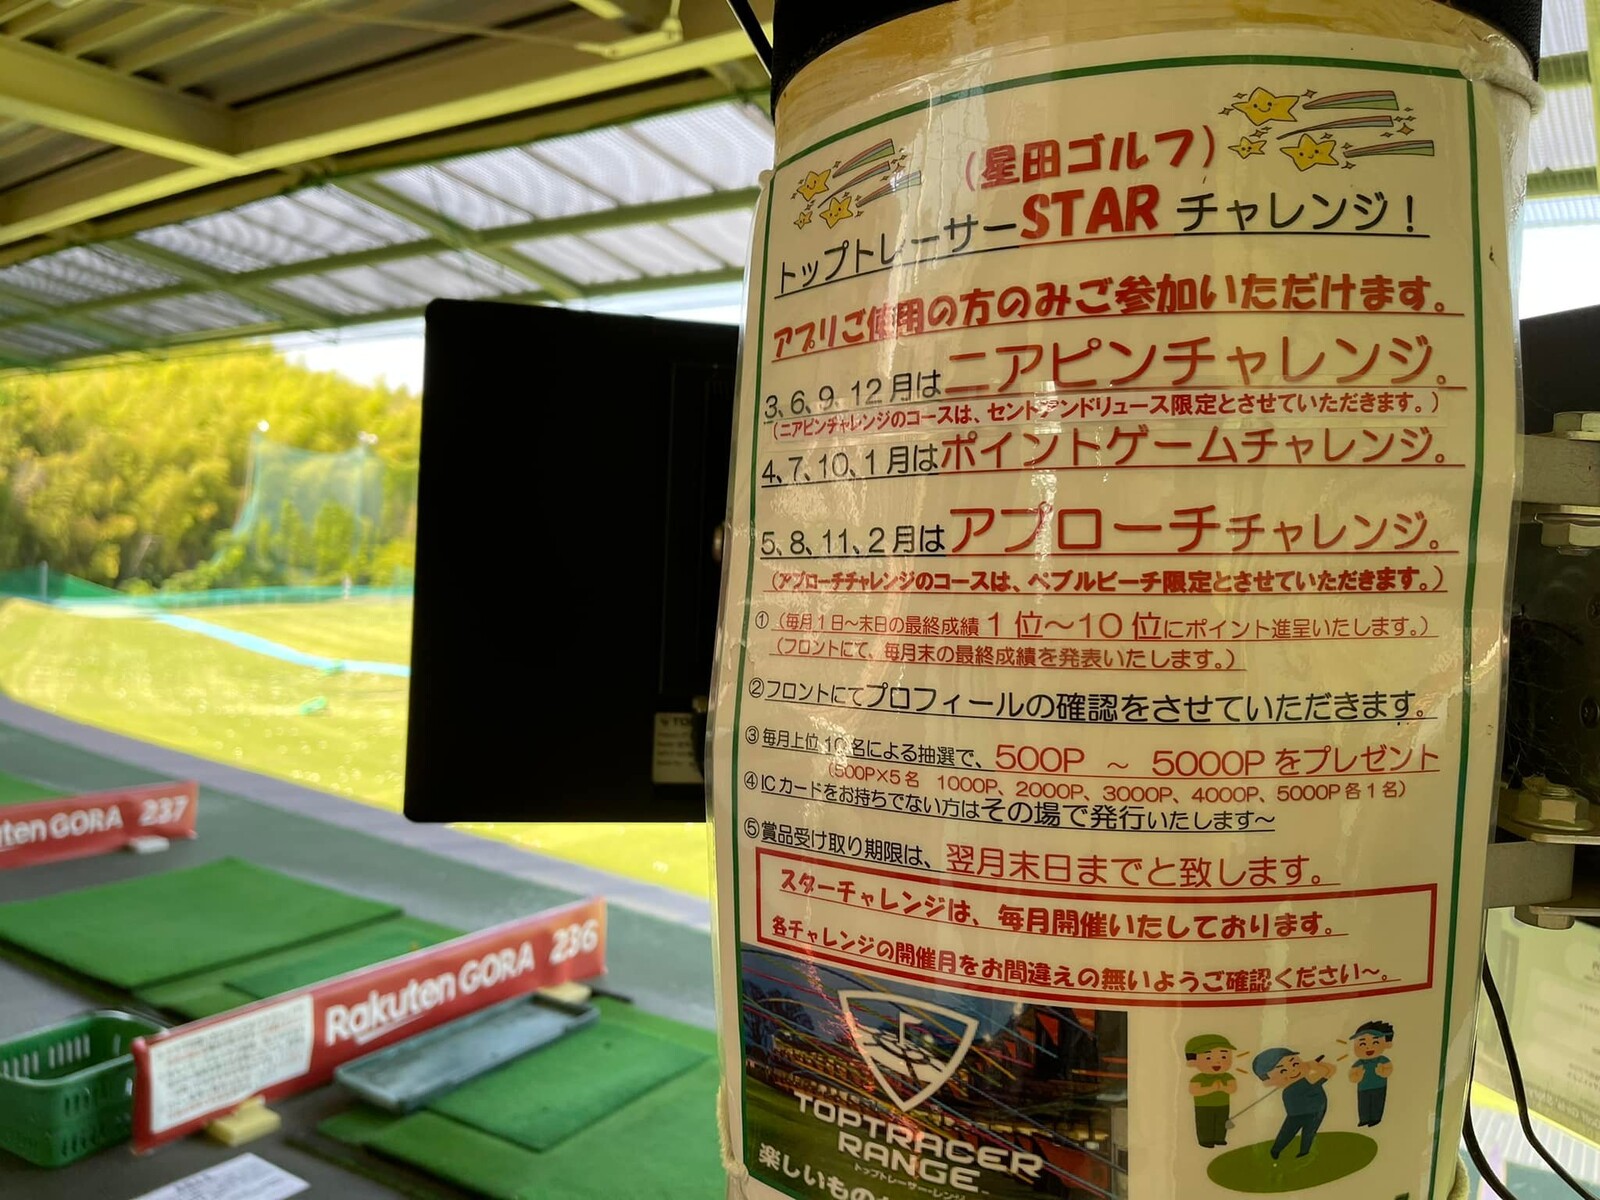 (星田ゴルフ)
トップトレーサーSTARチャレンジ！
アプリご使用の方のみご参加いただけます。
3、6、9、12月はニアピンチャレンジ。
(ニアピンチャレンジのコースは、セントアンドリュース限定とさせていただきます。)
4、7、10、1月はポイントゲームチャレンジ。
5、8、11、2月はアプローチチャレンジ。
(アプローチチャレンジのコースは、ペブルビーチ限定とさせていただきます。)
①(毎月1日～末日の最終成績1位～10位にポイント進呈いたします。)
(フロントにて、毎月末の最終成績を発表いたします。)
②フロントにてプロフィールの確認をさせていただきます。
③毎月上位10名による抽選で、500P ～ 5000Pをプレゼント
(500P×5名 1000P、2000P、3000P、4000P、5000P各1名)
④ICカードをお持ちでない方はその場で発行いたします～
⑤賞品受け取り期限は、翌月末日までと致します。
スターチャレンジは、毎月開催いたしております。
各チャレンジの開催月をお間違えの無いようご確認ください～。
TOPTRACER
RANGE
トップトレーサー・レンジ
楽しいもの
GORA 237
Rakuten GORA 236